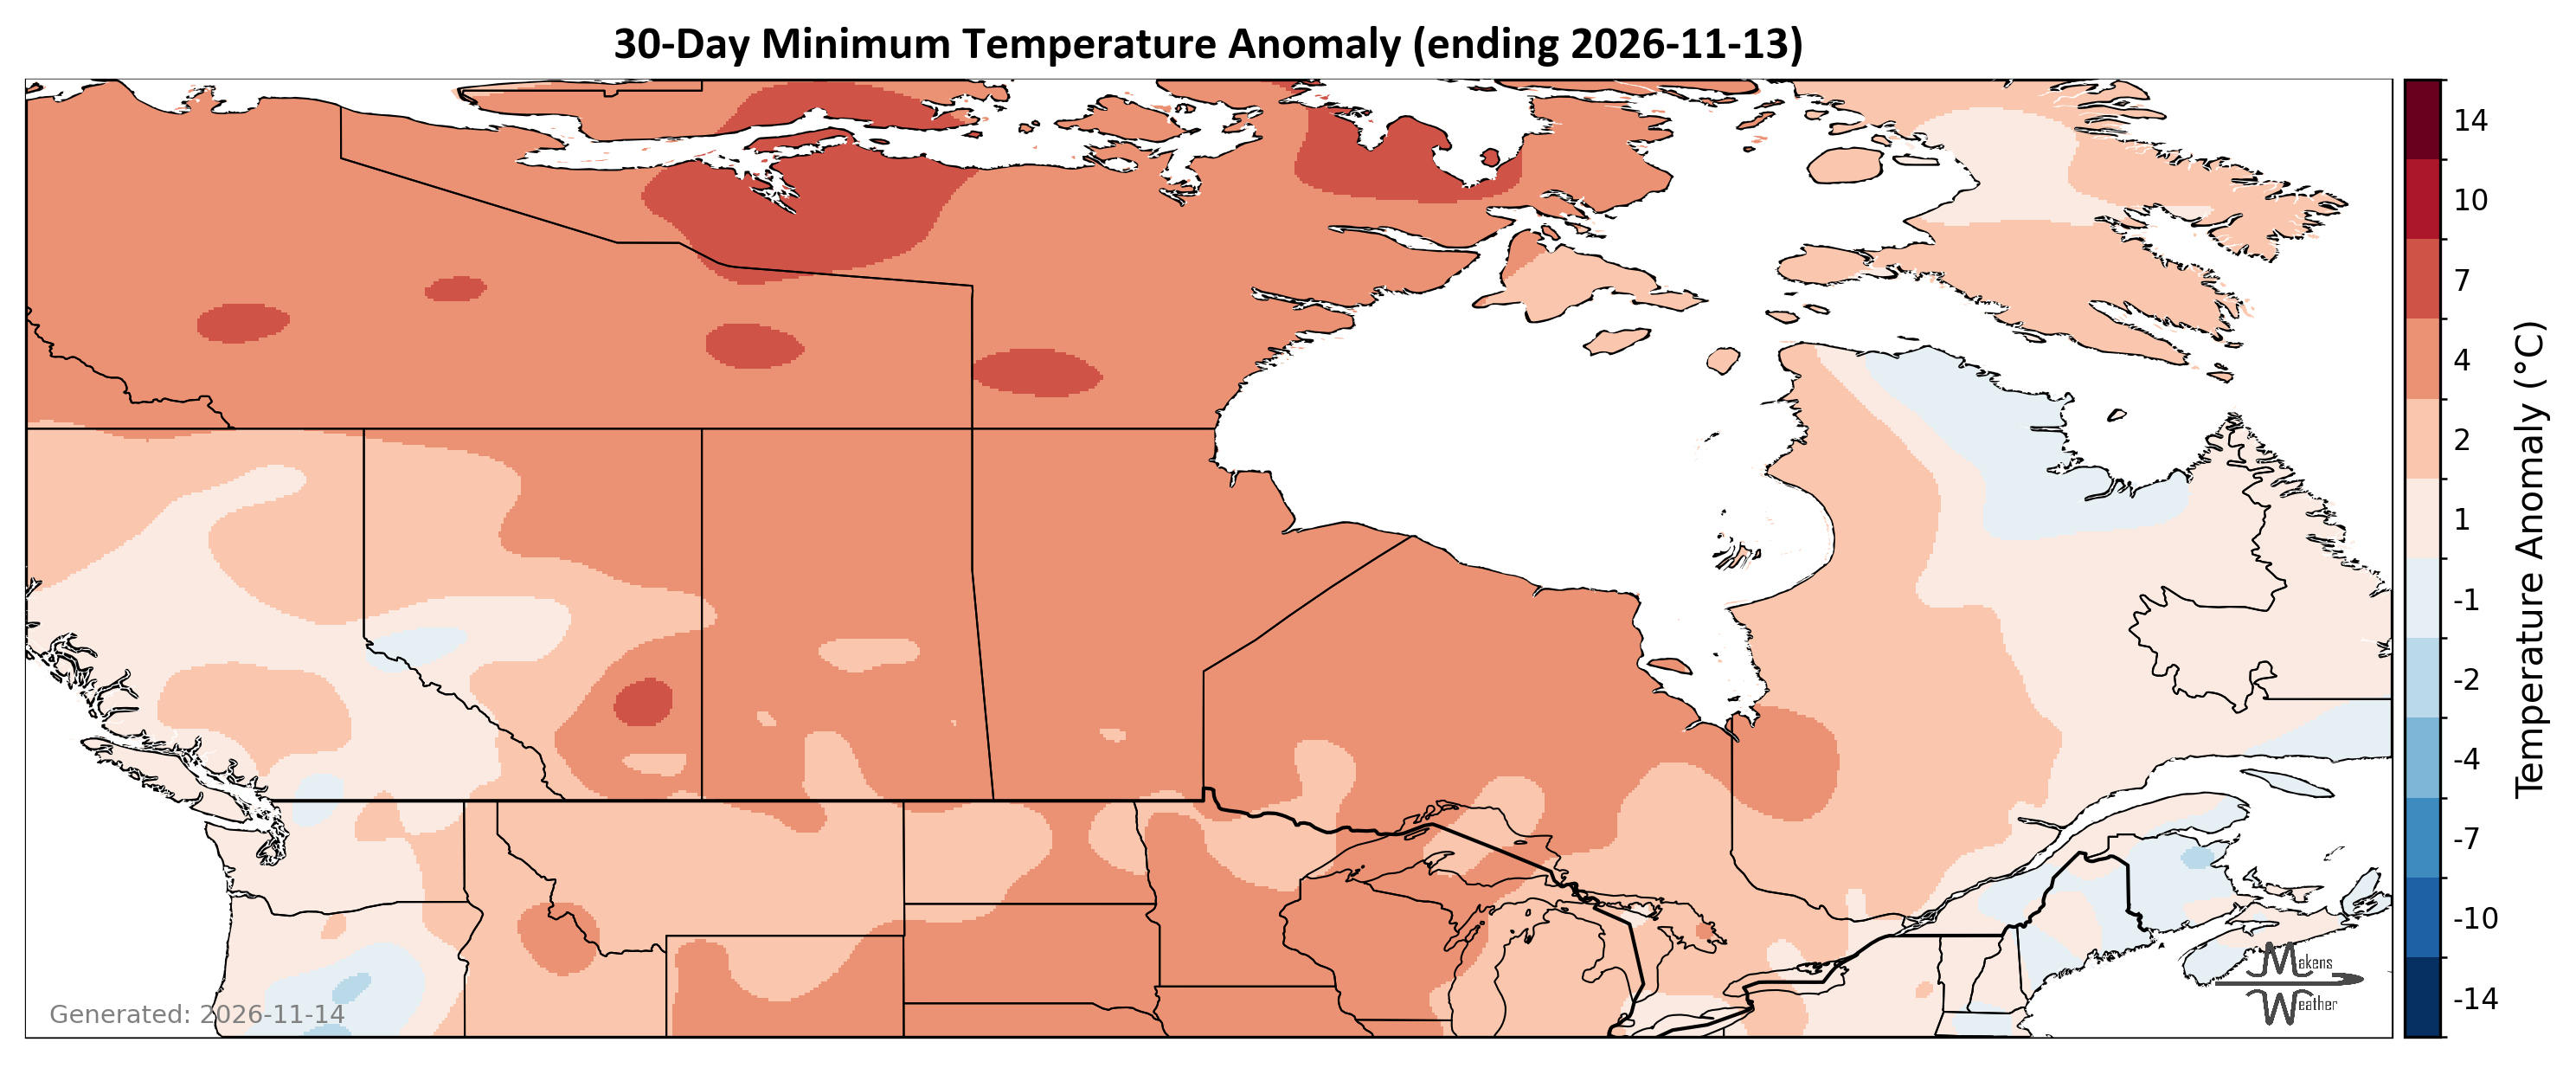 30-Day Minimum Temperature Anomaly (ending 2026-11-13)
14
10
7
4
2
1
-1
-2
-4
-7
-10
-14
Temperature Anomaly (°C)
Makens
Weather
Generated: 2026-11-14